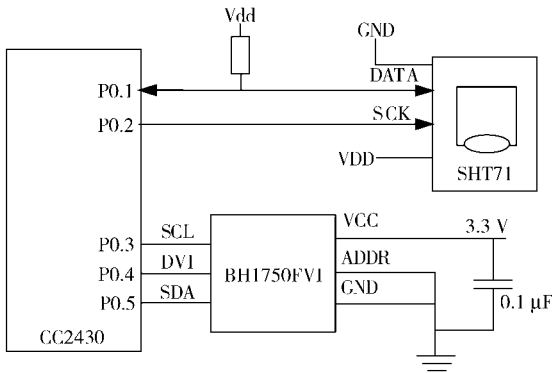 Vdd
GND
P0.1
DATA
P0.2
SCK
VDD
SHT71
P0.3
SCL
VCC
3.3 V
P0.4
DVI
BH1750FVI
ADDR
P0.5
SDA
GND
0.1 μF
CC2430